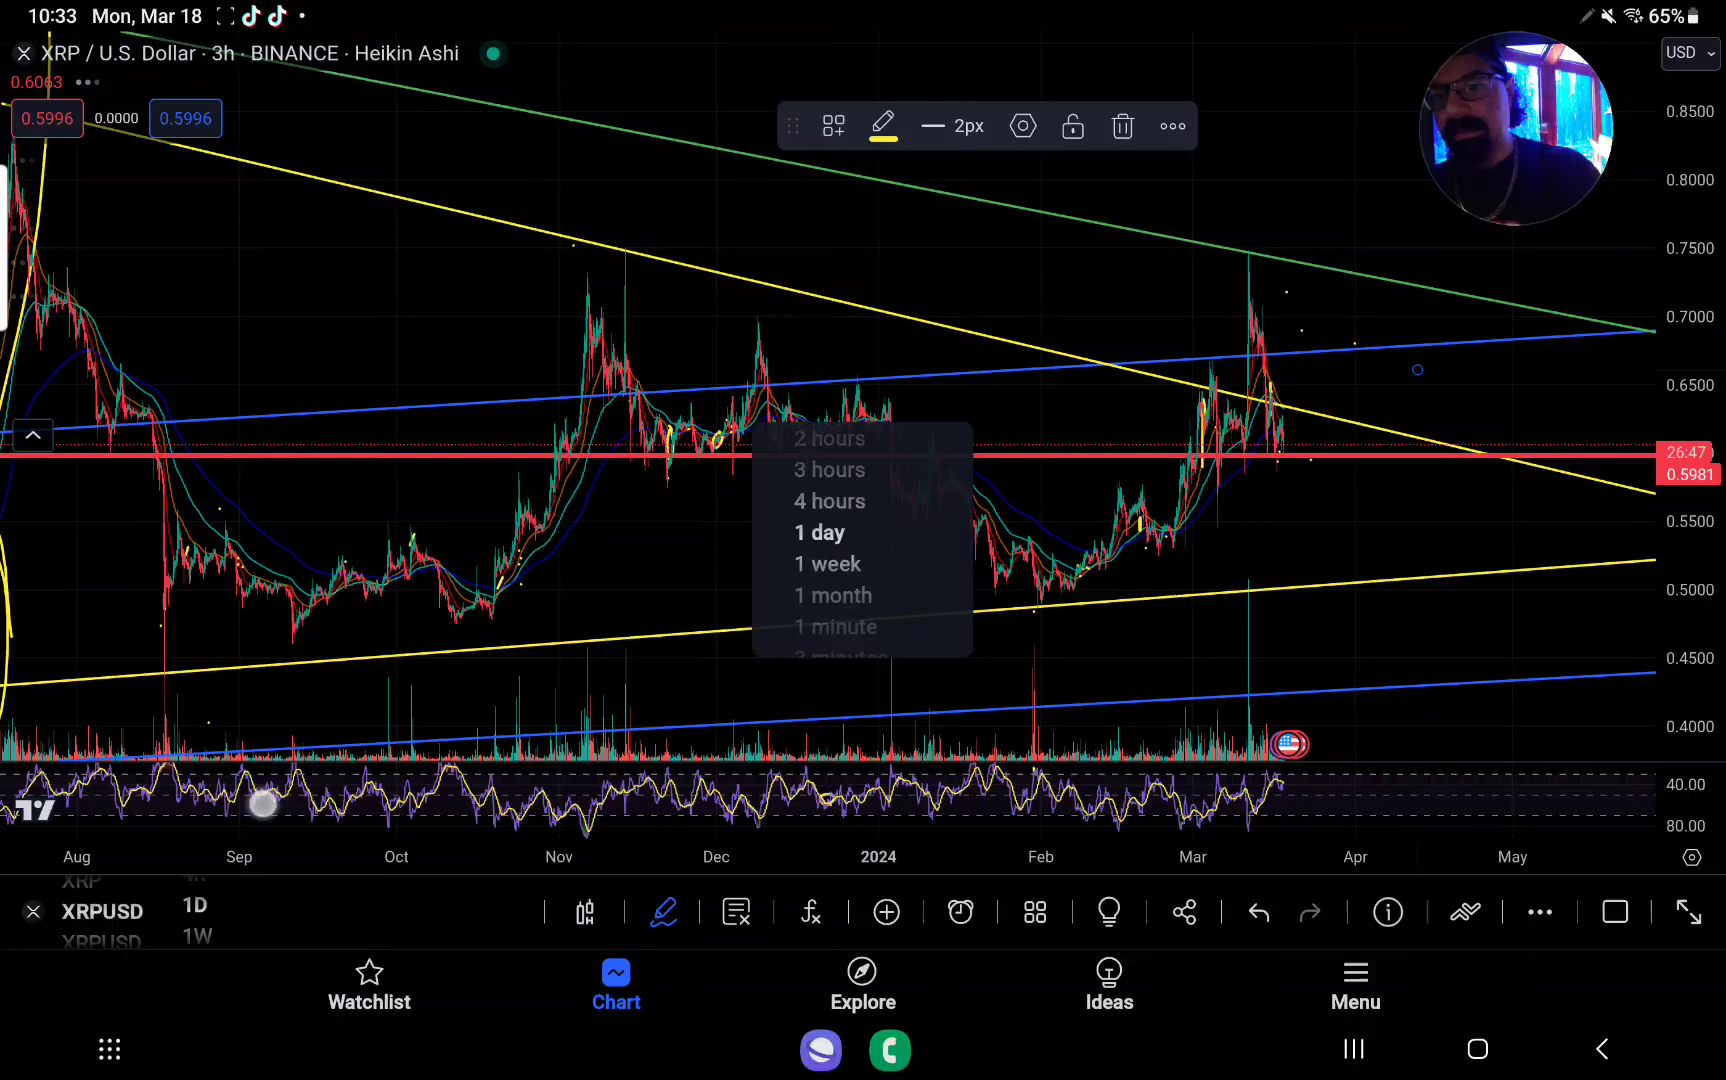 10:33 Mon, Mar 18
65%
XRP / U.S. Dollar · 3h · BINANCE · Heikin Ashi
USD
0.6063
0.5996 0.0000 0.5996
2px
0.8500
0.8000
0.7500
0.7000
0.6500
26:47
0.5981
0.5500
0.5000
0.4500
0.4000
2 hours
3 hours
4 hours
1 day
1 week
1 month
1 minute
3 minutes
40.00
80.00
Aug Sep Oct Nov Dec 2024 Feb Mar Apr May
XRP
XRPUSD 1D
XRPUSD 1W
Watchlist Chart Explore Ideas Menu